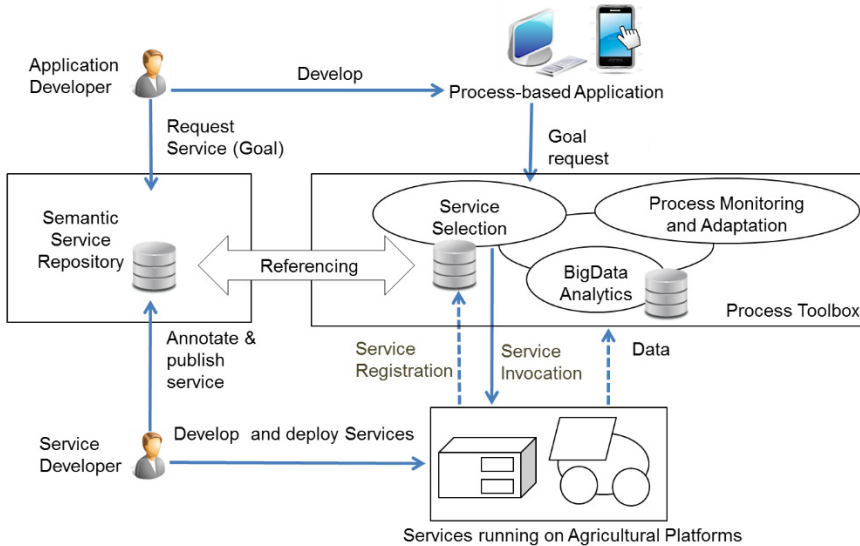 Application
Developer
Develop
Process-based Application
Request
Service (Goal)
Goal
request
Semantic
Service
Repository
Referencing
Service
Selection
Process Monitoring
and Adaptation
BigData
Analytics
Process Toolbox
Annotate &
publish
service
Service
Registration
Service
Invocation
Data
Service
Developer
Develop and deploy Services
Services running on Agricultural Platforms